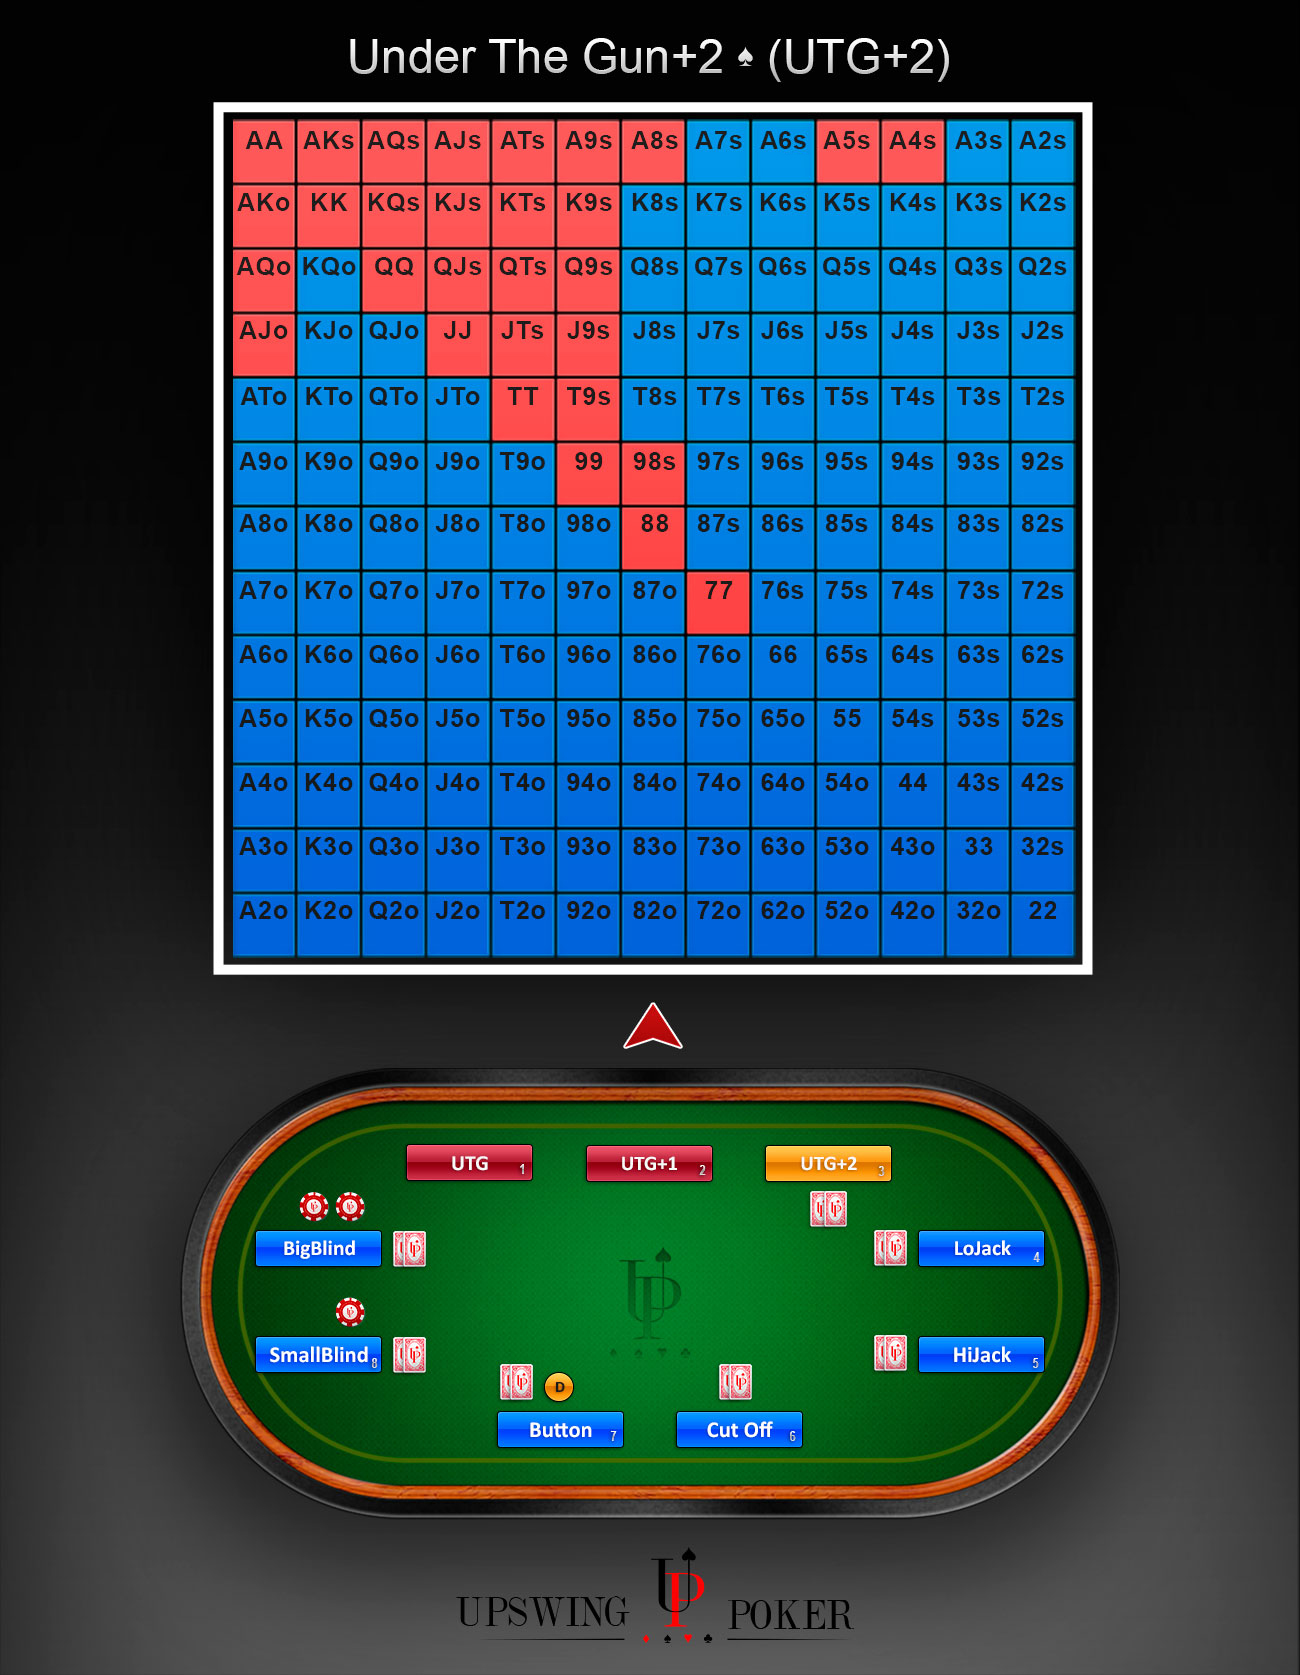 Under The Gun+2 ♠ (UTG+2)
AA AKs AQs AJs ATs A9s A8s A7s A6s A5s A4s A3s A2s
AKo KK KQs KJs KTs K9s K8s K7s K6s K5s K4s K3s K2s
AQo KQo QQ QJs QTs Q9s Q8s Q7s Q6s Q5s Q4s Q3s Q2s
AJo KJo QJo JJ JTs J9s J8s J7s J6s J5s J4s J3s J2s
ATo KTo QTo JTo TT T9s T8s T7s T6s T5s T4s T3s T2s
A9o K9o Q9o J9o T9o 99 98s 97s 96s 95s 94s 93s 92s
A8o K8o Q8o J8o T8o 98o 88 87s 86s 85s 84s 83s 82s
A7o K7o Q7o J7o T7o 97o 87o 77 76s 75s 74s 73s 72s
A6o K6o Q6o J6o T6o 96o 86o 76o 66 65s 64s 63s 62s
A5o K5o Q5o J5o T5o 95o 85o 75o 65o 55 54s 53s 52s
A4o K4o Q4o J4o T4o 94o 84o 74o 64o 54o 44 43s 42s
A3o K3o Q3o J3o T3o 93o 83o 73o 63o 53o 43o 33 32s
A2o K2o Q2o J2o T2o 92o 82o 72o 62o 52o 42o 32o 22
UTG 1 UTG+1 2 UTG+2 3
BigBlind LoJack 4
UP
SmallBlind 8 HiJack 5
D
Button 7 Cut Off 6
UPSWING UP POKER